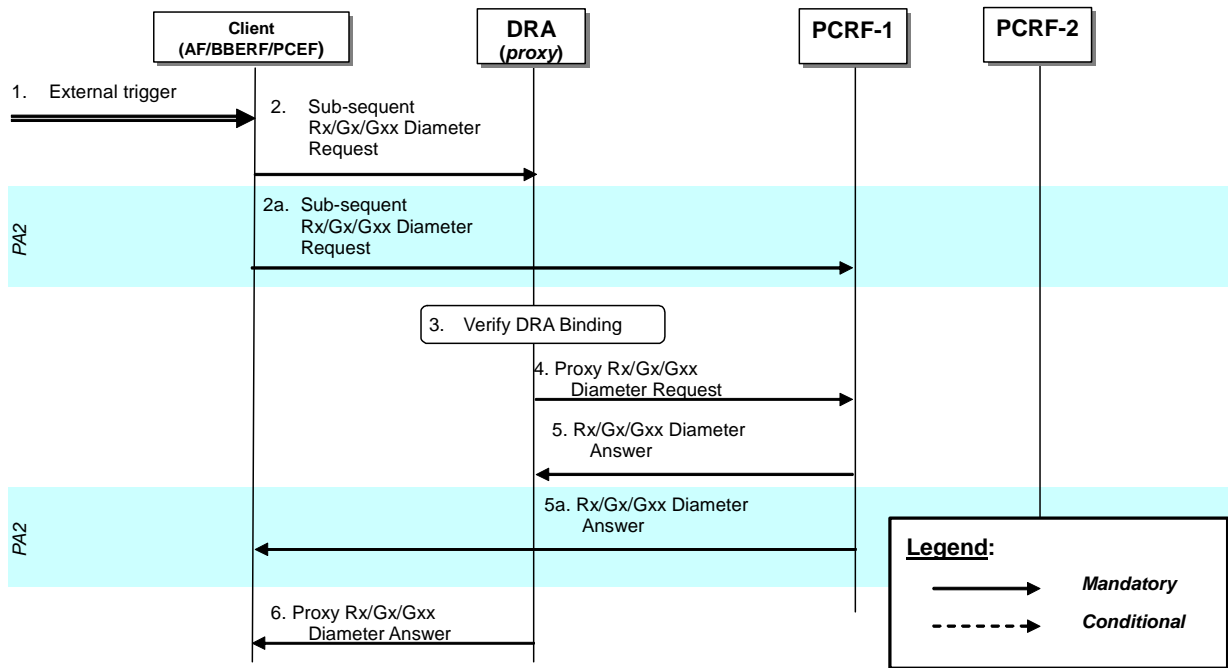 Client
(AF/BBERF/PCEF)
DRA
(proxy)
PCRF-1
PCRF-2
1. External trigger
2. Sub-sequent
Rx/Gx/Gxx Diameter
Request
PA2
2a. Sub-sequent
Rx/Gx/Gxx Diameter
Request
3. Verify DRA Binding
4. Proxy Rx/Gx/Gxx
Diameter Request
5. Rx/Gx/Gxx Diameter
Answer
PA2
5a. Rx/Gx/Gxx Diameter
Answer
6. Proxy Rx/Gx/Gxx
Diameter Answer
Legend:
Mandatory
Conditional